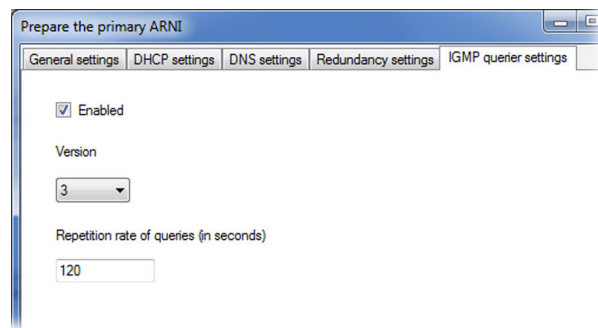 Prepare the primary ARNI
General settings DHCP settings DNS settings Redundancy settings IGMP querier settings
Enabled
Version
3
Repetition rate of queries (in seconds)
120